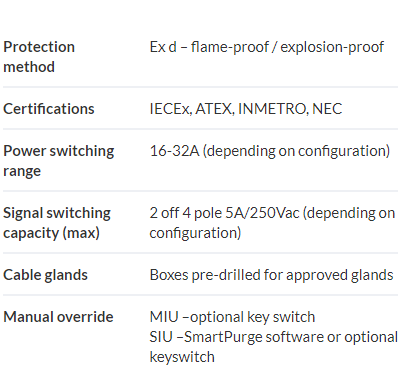 Protection method
Ex d – flame-proof / explosion-proof
Certifications
IECEx, ATEX, INMETRO, NEC
Power switching range
16-32A (depending on configuration)
Signal switching capacity (max)
2 off 4 pole 5A/250Vac (depending on configuration)
Cable glands
Boxes pre-drilled for approved glands
Manual override
MIU –optional key switch
SIU –SmartPurge software or optional keyswitch